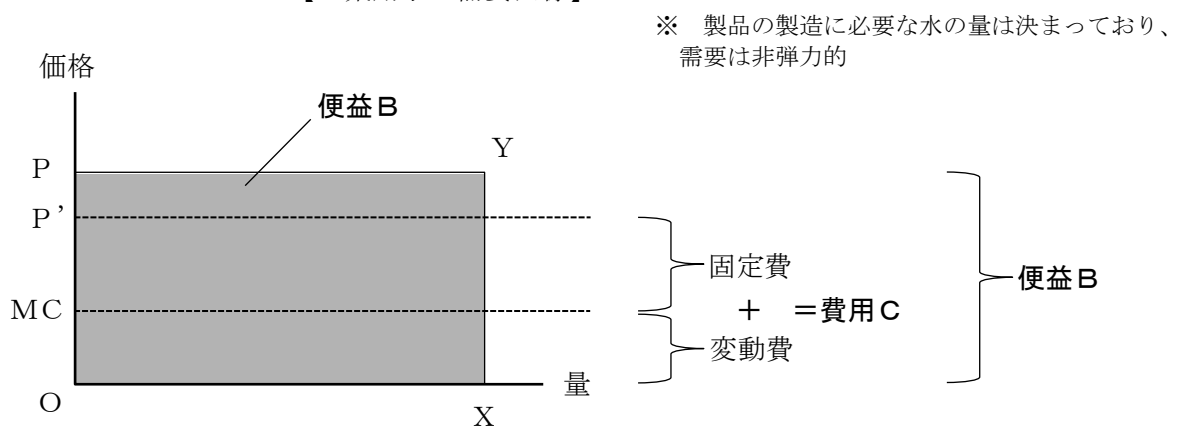 ※ 製品の製造に必要な水の量は決まっており、
需要は非弾力的
価格
便益B
Y
P
P’
固定費
便益B
MC
+ =費用C
変動費
量
O
X